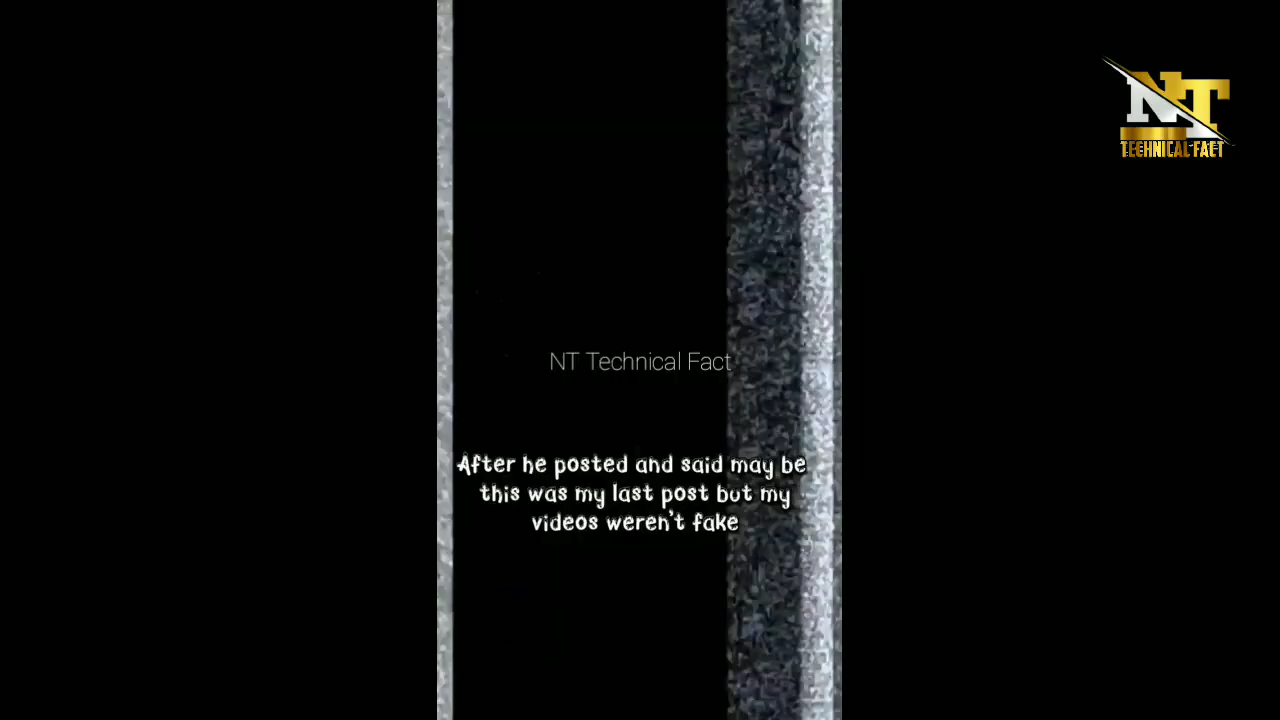 NT
TECHNICAL FACT
NT Technical Fact
After he posted and said may be
this was my last post but my
videos weren't fake